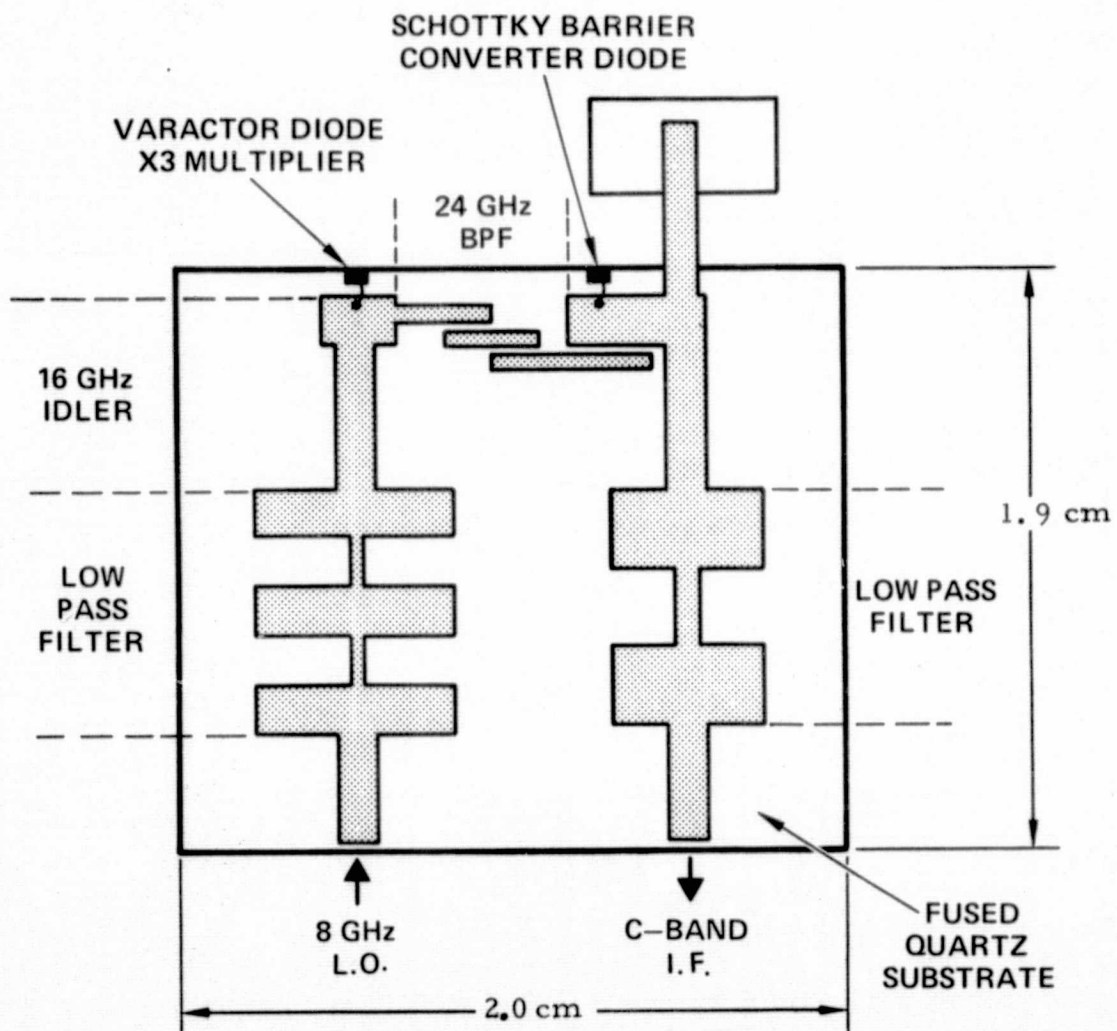 SCHOTTKY BARRIER
CONVERTER DIODE
VARACTOR DIODE
X3 MULTIPLIER
24 GHz
BPF
16 GHz
IDLER
1.9 cm
LOW
PASS
FILTER
LOW PASS
FILTER
8 GHz
L.O.
C-BAND
I.F.
FUSED
QUARTZ
SUBSTRATE
2.0 cm